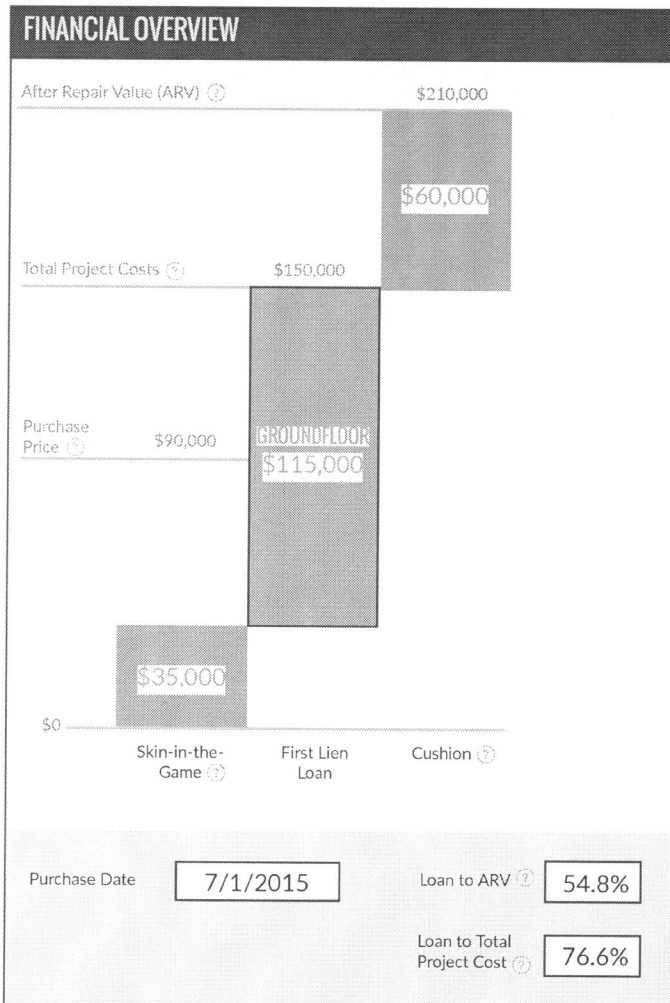 FINANCIAL OVERVIEW
After Repair Value (ARV) ?
$210,000
$60,000
Total Project Costs ?
$150,000
Purchase
Price ?
$90,000
GROUNDFLOOR
$115,000
$35,000
$0
Skin-in-the-
Game ?
First Lien
Loan
Cushion ?
Purchase Date
7/1/2015
Loan to ARV ?
54.8%
Loan to Total
Project Cost ?
76.6%